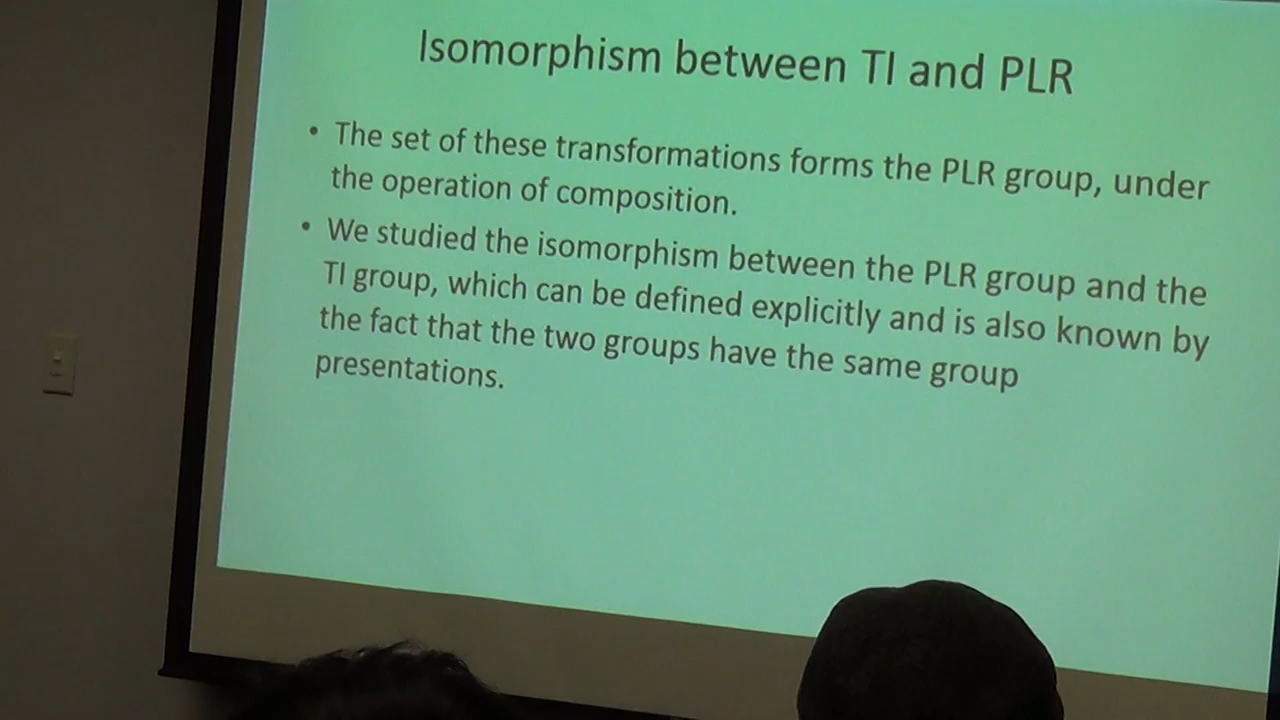 Isomorphism between TI and PLR
• The set of these transformations forms the PLR group, under
the operation of composition.
• We studied the isomorphism between the PLR group and the
TI group, which can be defined explicitly and is also known by
the fact that the two groups have the same group
presentations.